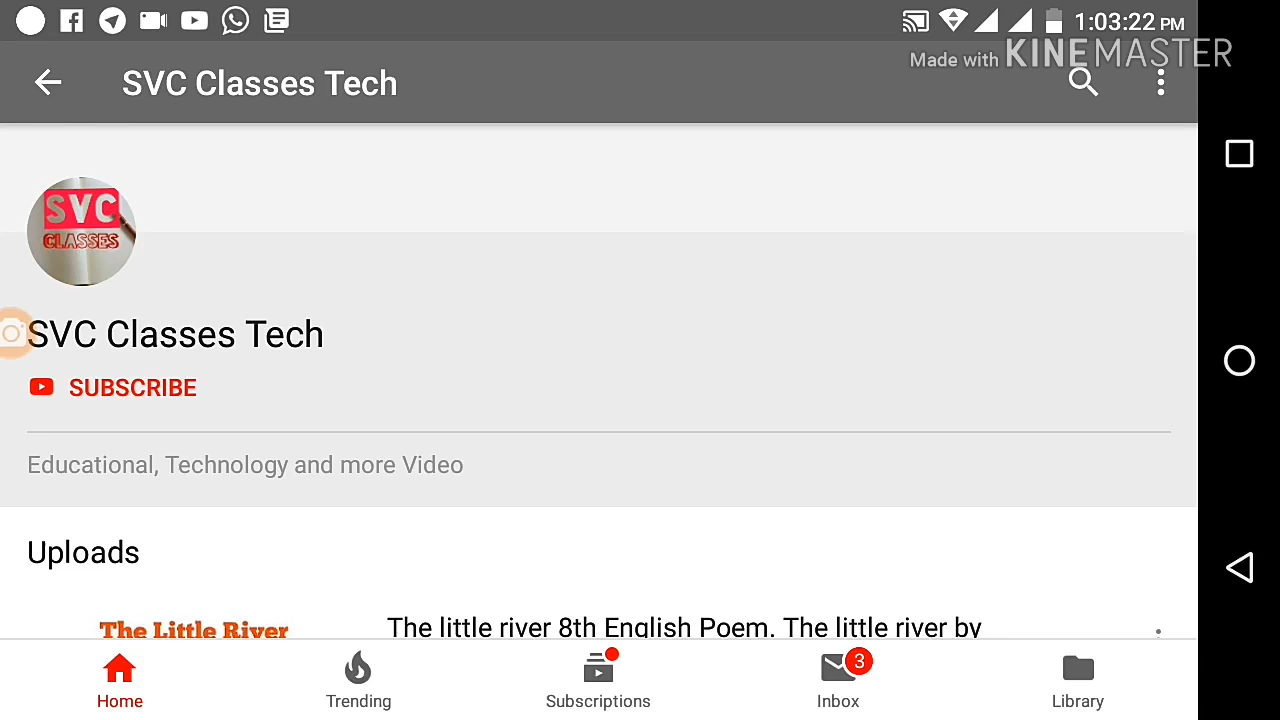 1:03:22 PM
Made with KINEMASTER
SVC Classes Tech
SVC
CLASSES
SVC Classes Tech
SUBSCRIBE
Educational, Technology and more Video
Uploads
The Little River
The little river 8th English Poem. The little river by
3
Home
Trending
Subscriptions
Inbox
Library